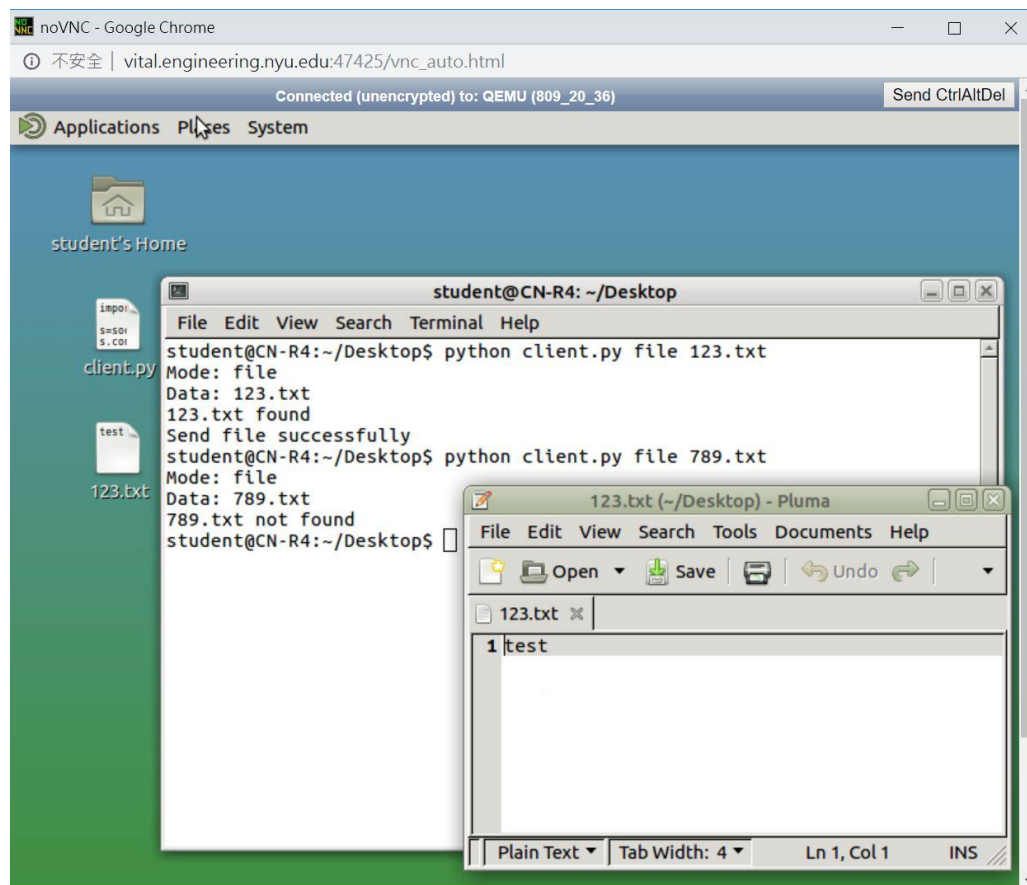 noVNC - Google Chrome
不安全 | vital.engineering.nyu.edu:47425/vnc_auto.html
Connected (unencrypted) to: QEMU (809_20_36)
Send CtrlAltDel
Applications Places System
student's Home
impor
s=soc
s.con
client.py
test
123.txt
student@CN-R4: ~/Desktop
File Edit View Search Terminal Help
student@CN-R4:~/Desktop$ python client.py file 123.txt
Mode: file
Data: 123.txt
123.txt found
Send file successfully
student@CN-R4:~/Desktop$ python client.py file 789.txt
Mode: file
Data: 789.txt
789.txt not found
student@CN-R4:~/Desktop$
123.txt (~/Desktop) - Pluma
File Edit View Search Tools Documents Help
Open Save Undo
123.txt
1 test
Plain Text Tab Width: 4 Ln 1, Col 1 INS